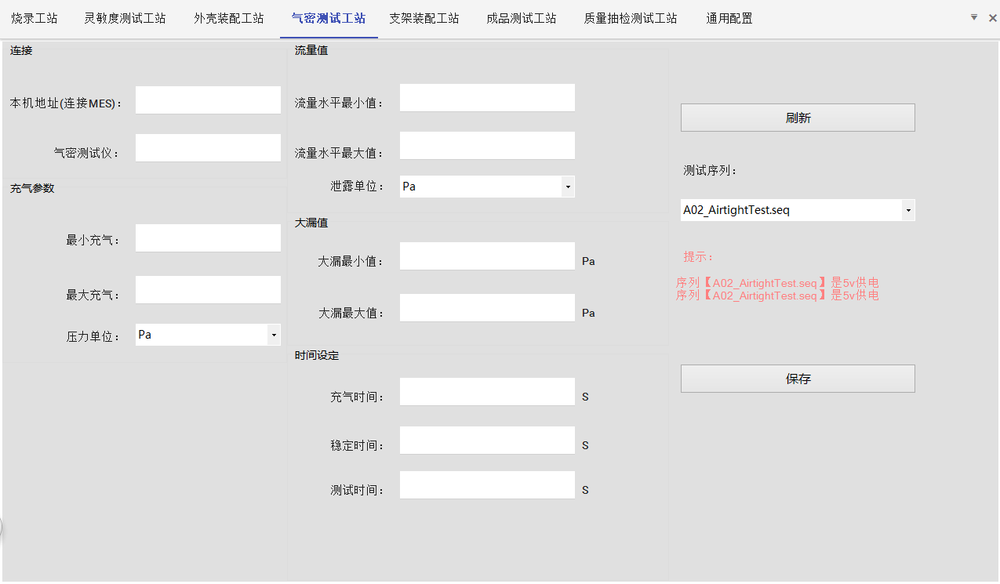 烧录工站 灵敏度测试工站 外壳装配工站 气密测试工站 支架装配工站 成品测试工站 质量抽检测试工站 通用配置
连接
本机地址(连接MES)：
气密测试仪：
充气参数
最小充气：
最大充气：
压力单位： Pa
流量值
流量水平最小值：
流量水平最大值：
泄露单位： Pa
大漏值
大漏最小值： Pa
大漏最大值： Pa
时间设定
充气时间： S
稳定时间： S
测试时间： S
刷新
测试序列：
A02_AirtightTest.seq
提示：
序列【A02_AirtightTest.seq】是5v供电
序列【A02_AirtightTest.seq】是5v供电
保存